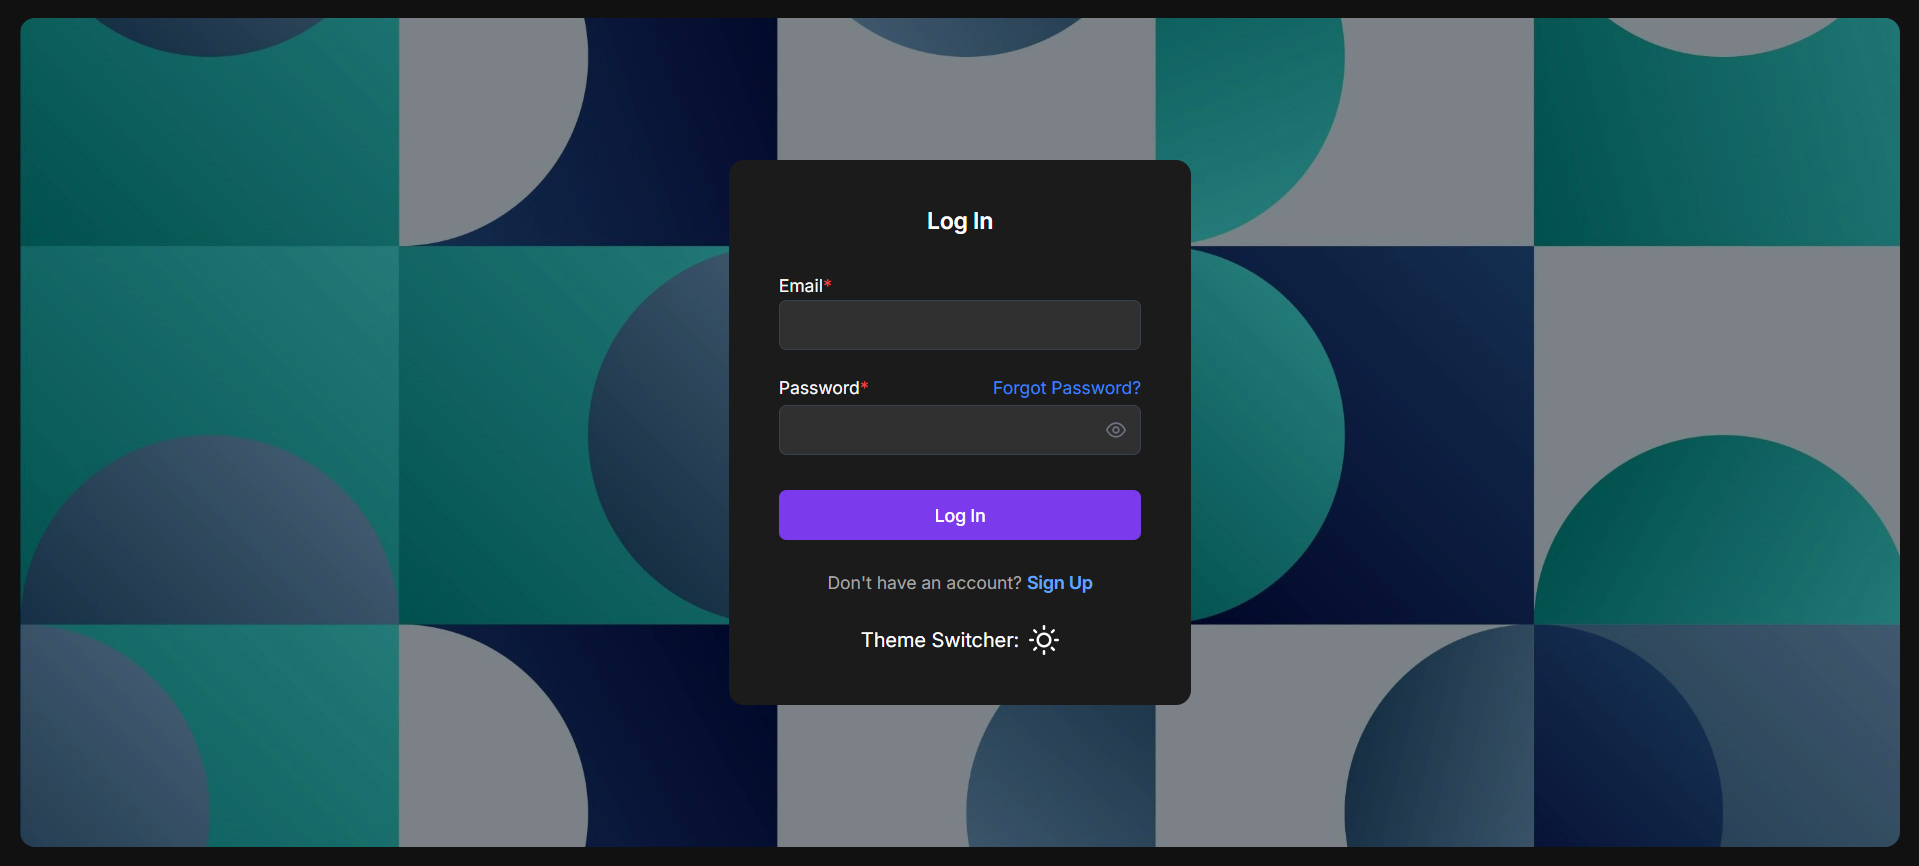 Log In
Email*
Password* Forgot Password?
Log In
Don't have an account? Sign Up
Theme Switcher: